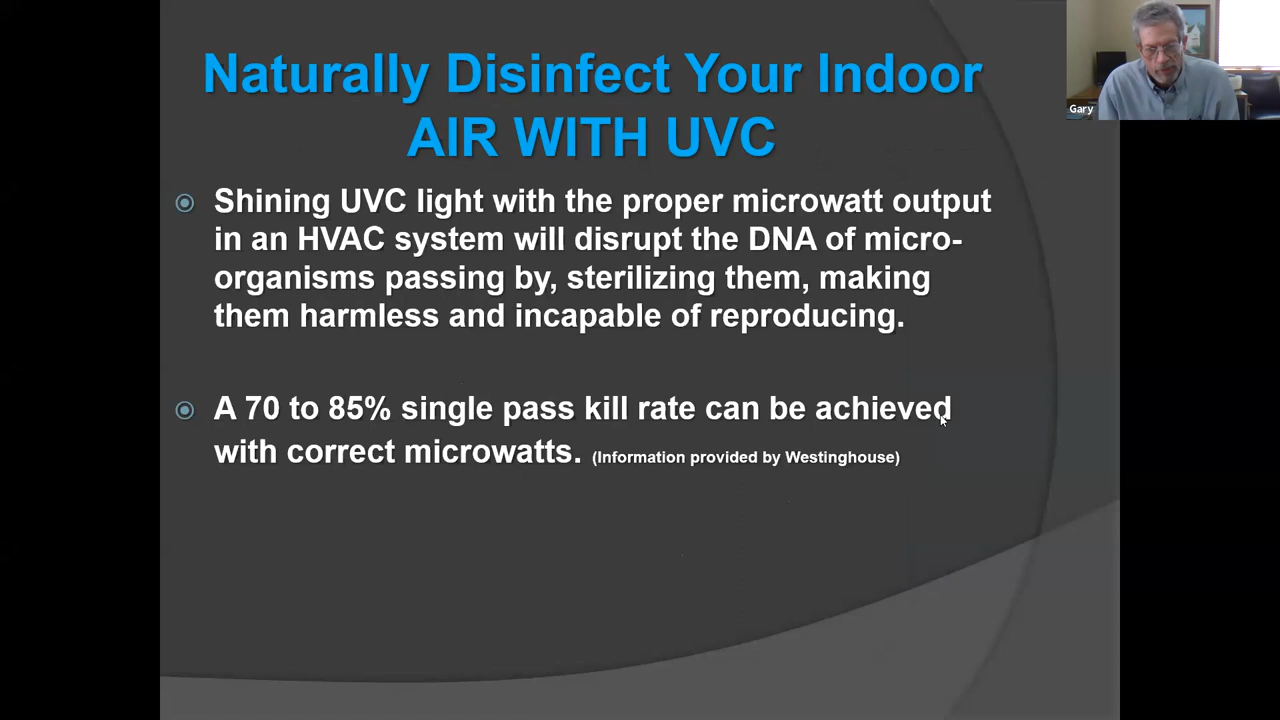 Naturally Disinfect Your Indoor
AIR WITH UVC
Shining UVC light with the proper microwatt output
in an HVAC system will disrupt the DNA of micro-
organisms passing by, sterilizing them, making
them harmless and incapable of reproducing.
A 70 to 85% single pass kill rate can be achieved
with correct microwatts. (Information provided by Westinghouse)
Gary